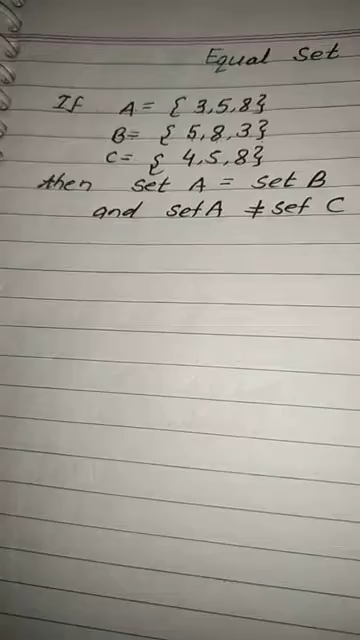 Equal Set
If A = { 3,5,8}
B= { 5,8,3}
C= { 4,5,8}
then set A = set B
and set A ≠ set C